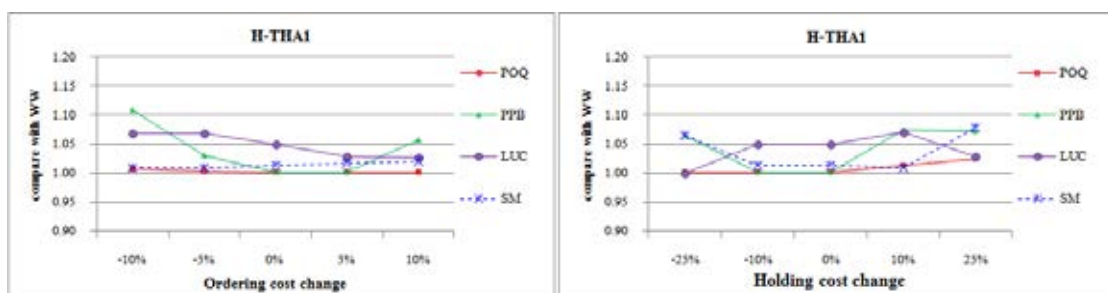 H-THA1
compare with WW
1.20
1.15
1.10
1.05
1.00
0.95
0.90
-10%
-5%
0%
5%
10%
Ordering cost change
POQ
PPB
LUC
SM
H-THA1
compare with WW
1.20
1.15
1.10
1.05
1.00
0.95
0.90
-25%
-10%
0%
10%
25%
Holding cost change
POQ
PPB
LUC
SM